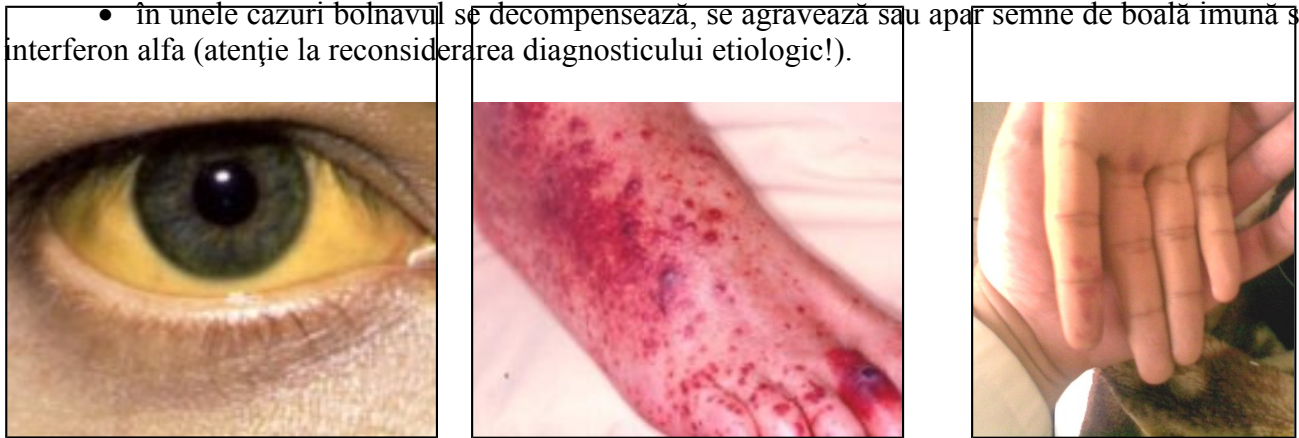 • în unele cazuri bolnavul se decompensează, se agravează sau apar semne de boală imună s
interferon alfa (atenţie la reconsiderarea diagnosticului etiologic!).